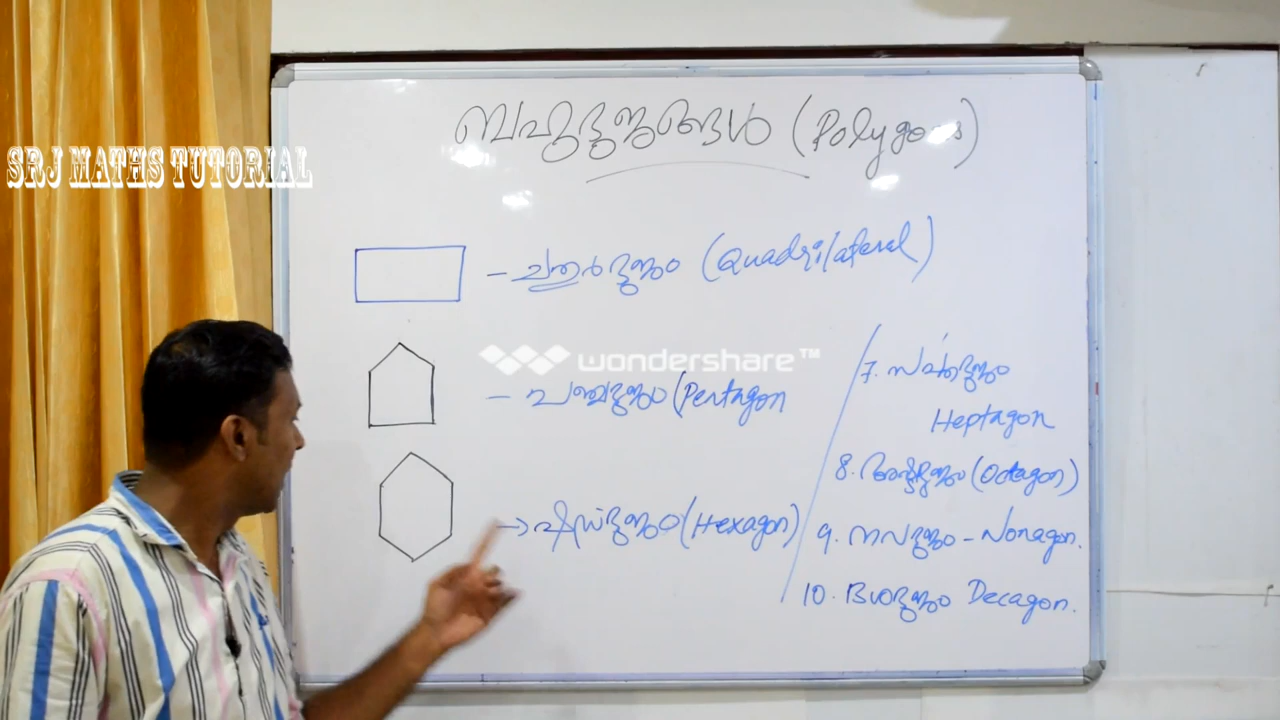 SRJ MATHS TUTORIAL
ബഹുഭുജങ്ങൾ (Polygons)
– ചതുർഭുജം (Quadrilateral)
wondershare™
– പഞ്ചഭുജം (Pentagon
→ ഷഡ്ഭുജം (Hexagon)
7. സപ്തഭുജം
Heptagon
8. അഷ്ടഭുജം (Octagon)
9. നവഭുജം – Nonagon.
10. ദശഭുജം Decagon.